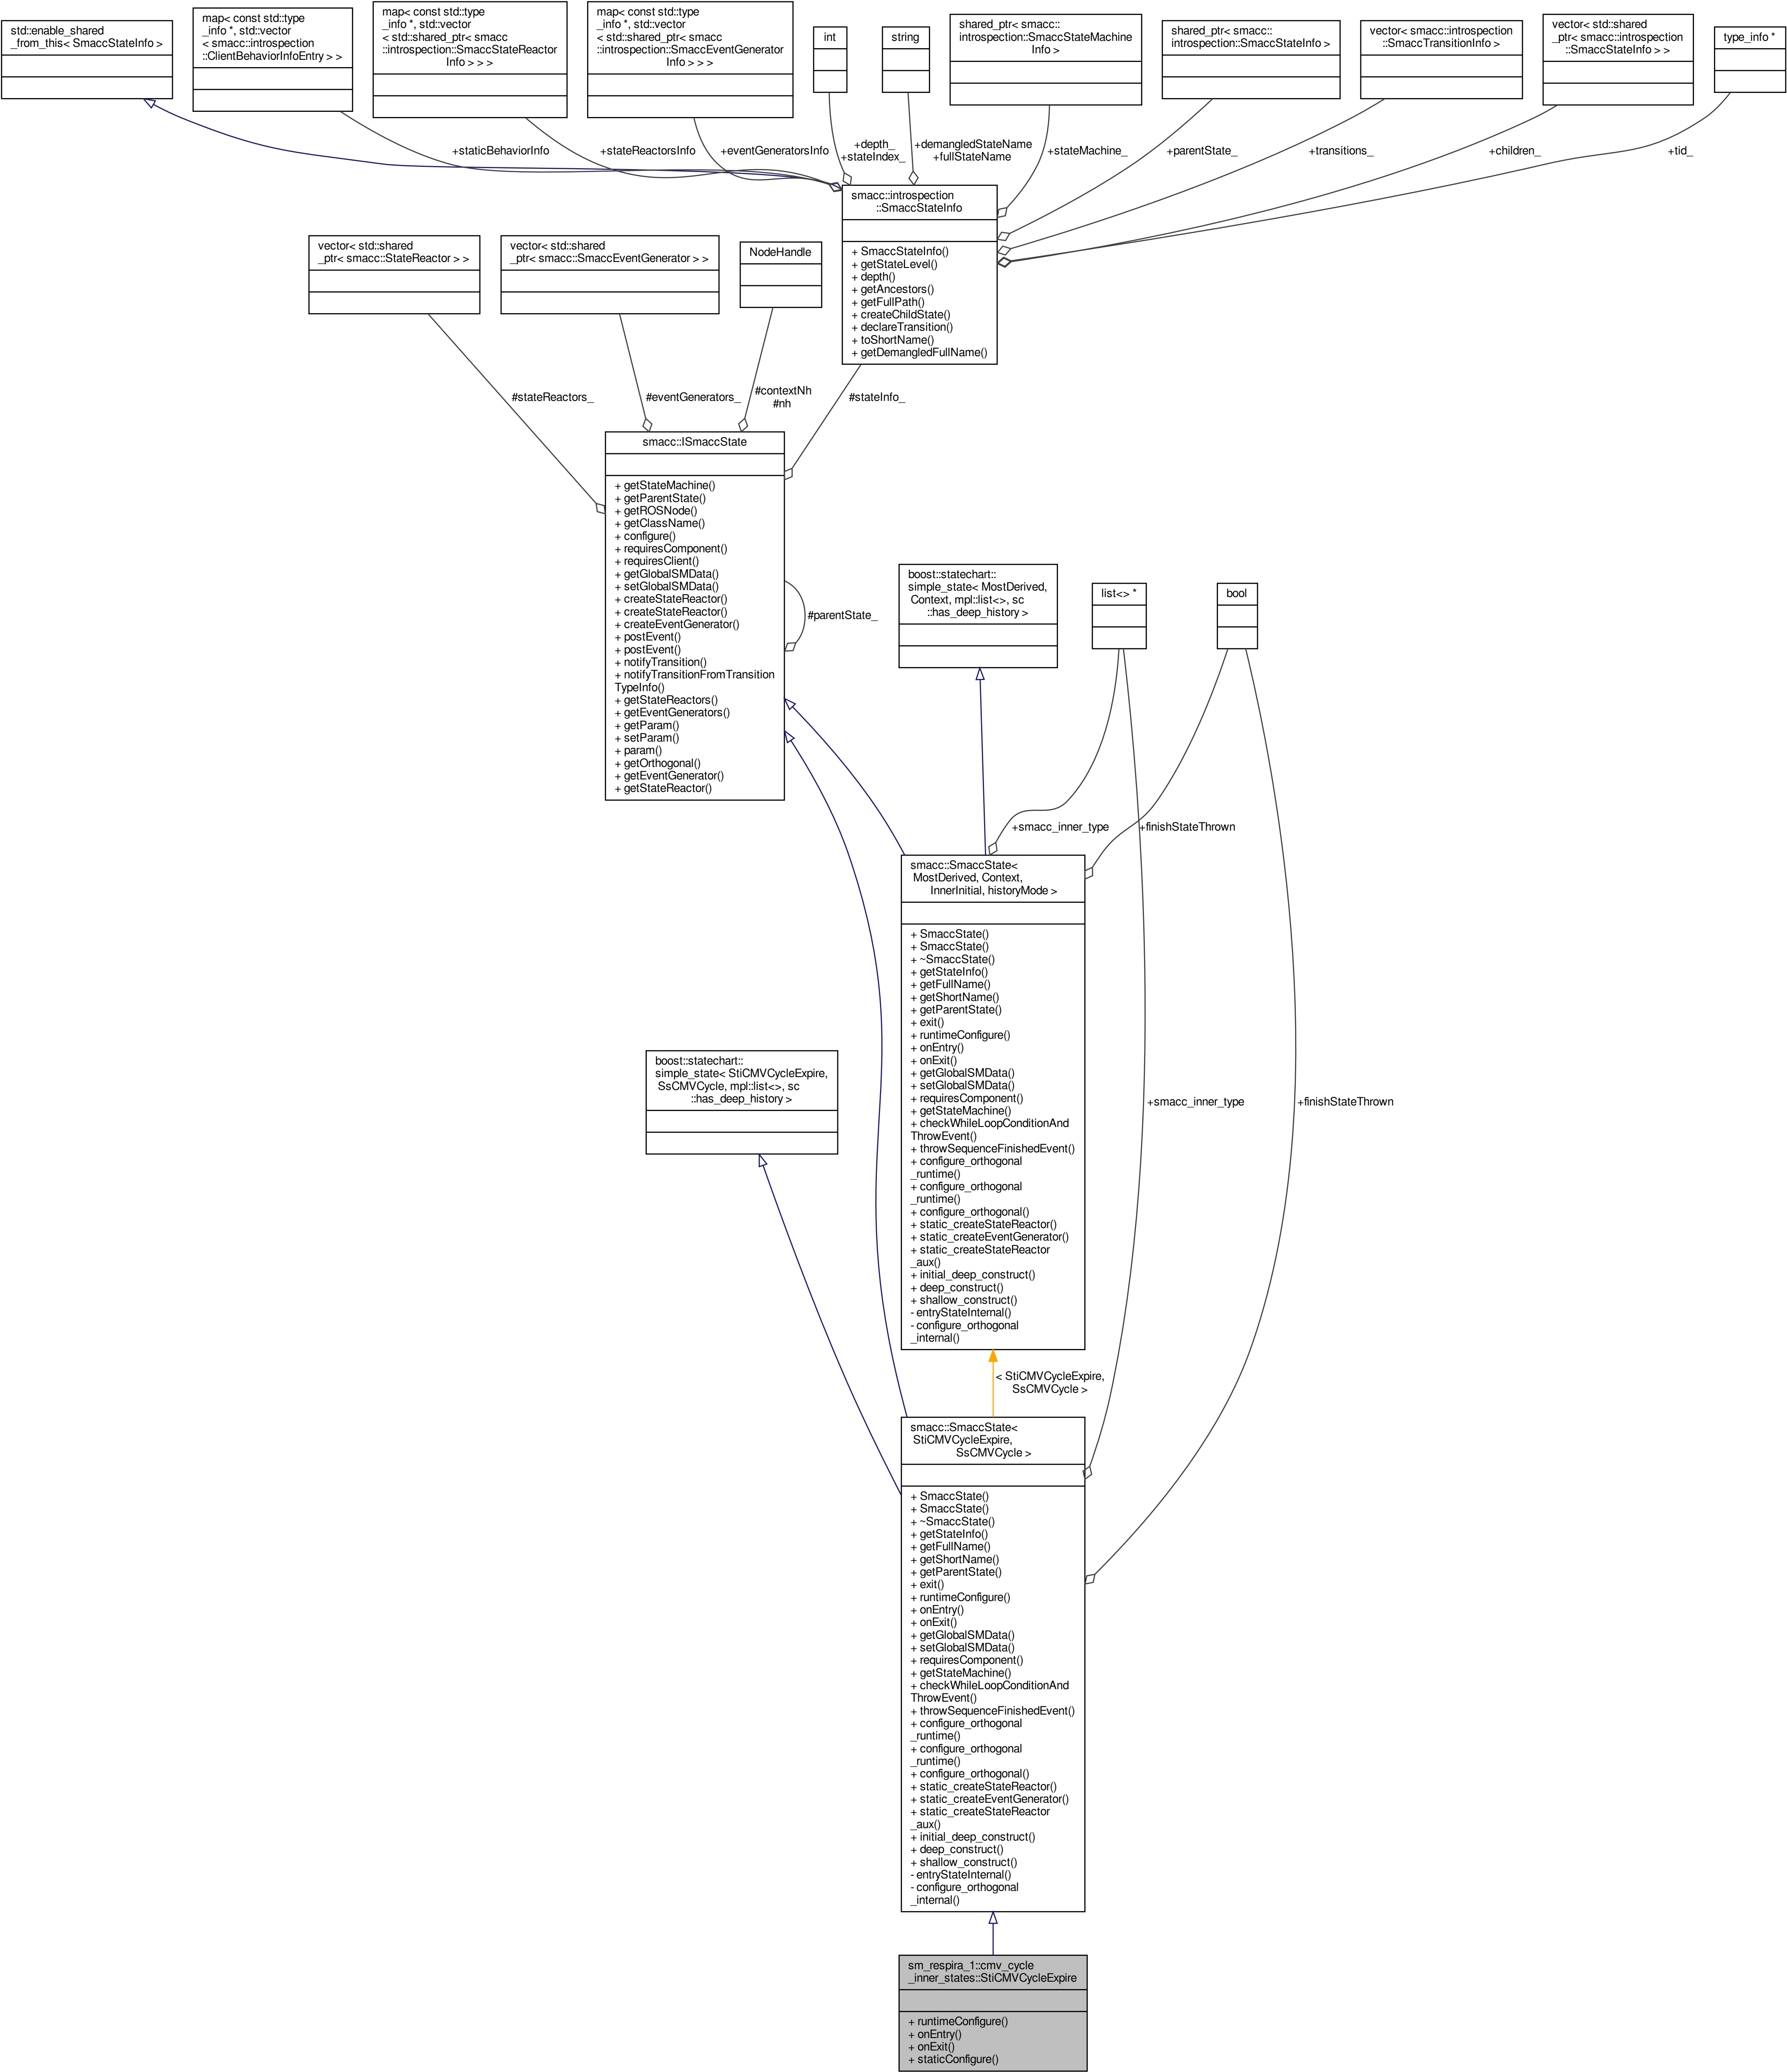 std::enable_shared
_from_this< SmaccStateInfo >
map< const std::type
_info *, std::vector
< smacc::introspection
::ClientBehaviorInfoEntry > >
map< const std::type
_info *, std::vector
< std::shared_ptr< smacc
::introspection::SmaccStateReactor
Info > > >
map< const std::type
_info *, std::vector
< std::shared_ptr< smacc
::introspection::SmaccEventGenerator
Info > > >
int
string
shared_ptr< smacc::
introspection::SmaccStateMachine
Info >
shared_ptr< smacc::
introspection::SmaccStateInfo >
vector< smacc::introspection
::SmaccTransitionInfo >
vector< std::shared
_ptr< smacc::introspection
::SmaccStateInfo > >
type_info *
+staticBehaviorInfo
+stateReactorsInfo
+eventGeneratorsInfo
+depth_
+stateIndex_
+demangledStateName
+fullStateName
+stateMachine_
+parentState_
+transitions_
+children_
+tid_
smacc::introspection
::SmaccStateInfo
+ SmaccStateInfo()
+ getStateLevel()
+ depth()
+ getAncestors()
+ getFullPath()
+ createChildState()
+ declareTransition()
+ toShortName()
+ getDemangledFullName()
vector< std::shared
_ptr< smacc::StateReactor > >
vector< std::shared
_ptr< smacc::SmaccEventGenerator > >
NodeHandle
#stateReactors_
#eventGenerators_
#contextNh
#nh
#stateInfo_
smacc::ISmaccState
+ getStateMachine()
+ getParentState()
+ getROSNode()
+ getClassName()
+ configure()
+ requiresComponent()
+ requiresClient()
+ getGlobalSMData()
+ setGlobalSMData()
+ createStateReactor()
+ createStateReactor()
+ createEventGenerator()
+ postEvent()
+ postEvent()
+ notifyTransition()
+ notifyTransitionFromTransition
TypeInfo()
+ getStateReactors()
+ getEventGenerators()
+ getParam()
+ setParam()
+ param()
+ getOrthogonal()
+ getEventGenerator()
+ getStateReactor()
#parentState_
boost::statechart::
simple_state< MostDerived,
Context, mpl::list<>, sc
::has_deep_history >
list<> *
bool
+smacc_inner_type
+finishStateThrown
smacc::SmaccState<
MostDerived, Context,
InnerInitial, historyMode >
+ SmaccState()
+ SmaccState()
+ ~SmaccState()
+ getStateInfo()
+ getFullName()
+ getShortName()
+ getParentState()
+ exit()
+ runtimeConfigure()
+ onEntry()
+ onExit()
+ getGlobalSMData()
+ setGlobalSMData()
+ requiresComponent()
+ getStateMachine()
+ checkWhileLoopConditionAnd
ThrowEvent()
+ throwSequenceFinishedEvent()
+ configure_orthogonal
_runtime()
+ configure_orthogonal
_runtime()
+ configure_orthogonal()
+ static_createStateReactor()
+ static_createEventGenerator()
+ static_createStateReactor
_aux()
+ initial_deep_construct()
+ deep_construct()
+ shallow_construct()
- entryStateInternal()
- configure_orthogonal
_internal()
boost::statechart::
simple_state< StiCMVCycleExpire,
SsCMVCycle, mpl::list<>, sc
::has_deep_history >
+smacc_inner_type
+finishStateThrown
< StiCMVCycleExpire,
SsCMVCycle >
smacc::SmaccState<
StiCMVCycleExpire,
SsCMVCycle >
+ SmaccState()
+ SmaccState()
+ ~SmaccState()
+ getStateInfo()
+ getFullName()
+ getShortName()
+ getParentState()
+ exit()
+ runtimeConfigure()
+ onEntry()
+ onExit()
+ getGlobalSMData()
+ setGlobalSMData()
+ requiresComponent()
+ getStateMachine()
+ checkWhileLoopConditionAnd
ThrowEvent()
+ throwSequenceFinishedEvent()
+ configure_orthogonal
_runtime()
+ configure_orthogonal
_runtime()
+ configure_orthogonal()
+ static_createStateReactor()
+ static_createEventGenerator()
+ static_createStateReactor
_aux()
+ initial_deep_construct()
+ deep_construct()
+ shallow_construct()
- entryStateInternal()
- configure_orthogonal
_internal()
sm_respira_1::cmv_cycle
_inner_states::StiCMVCycleExpire
+ runtimeConfigure()
+ onEntry()
+ onExit()
+ staticConfigure()